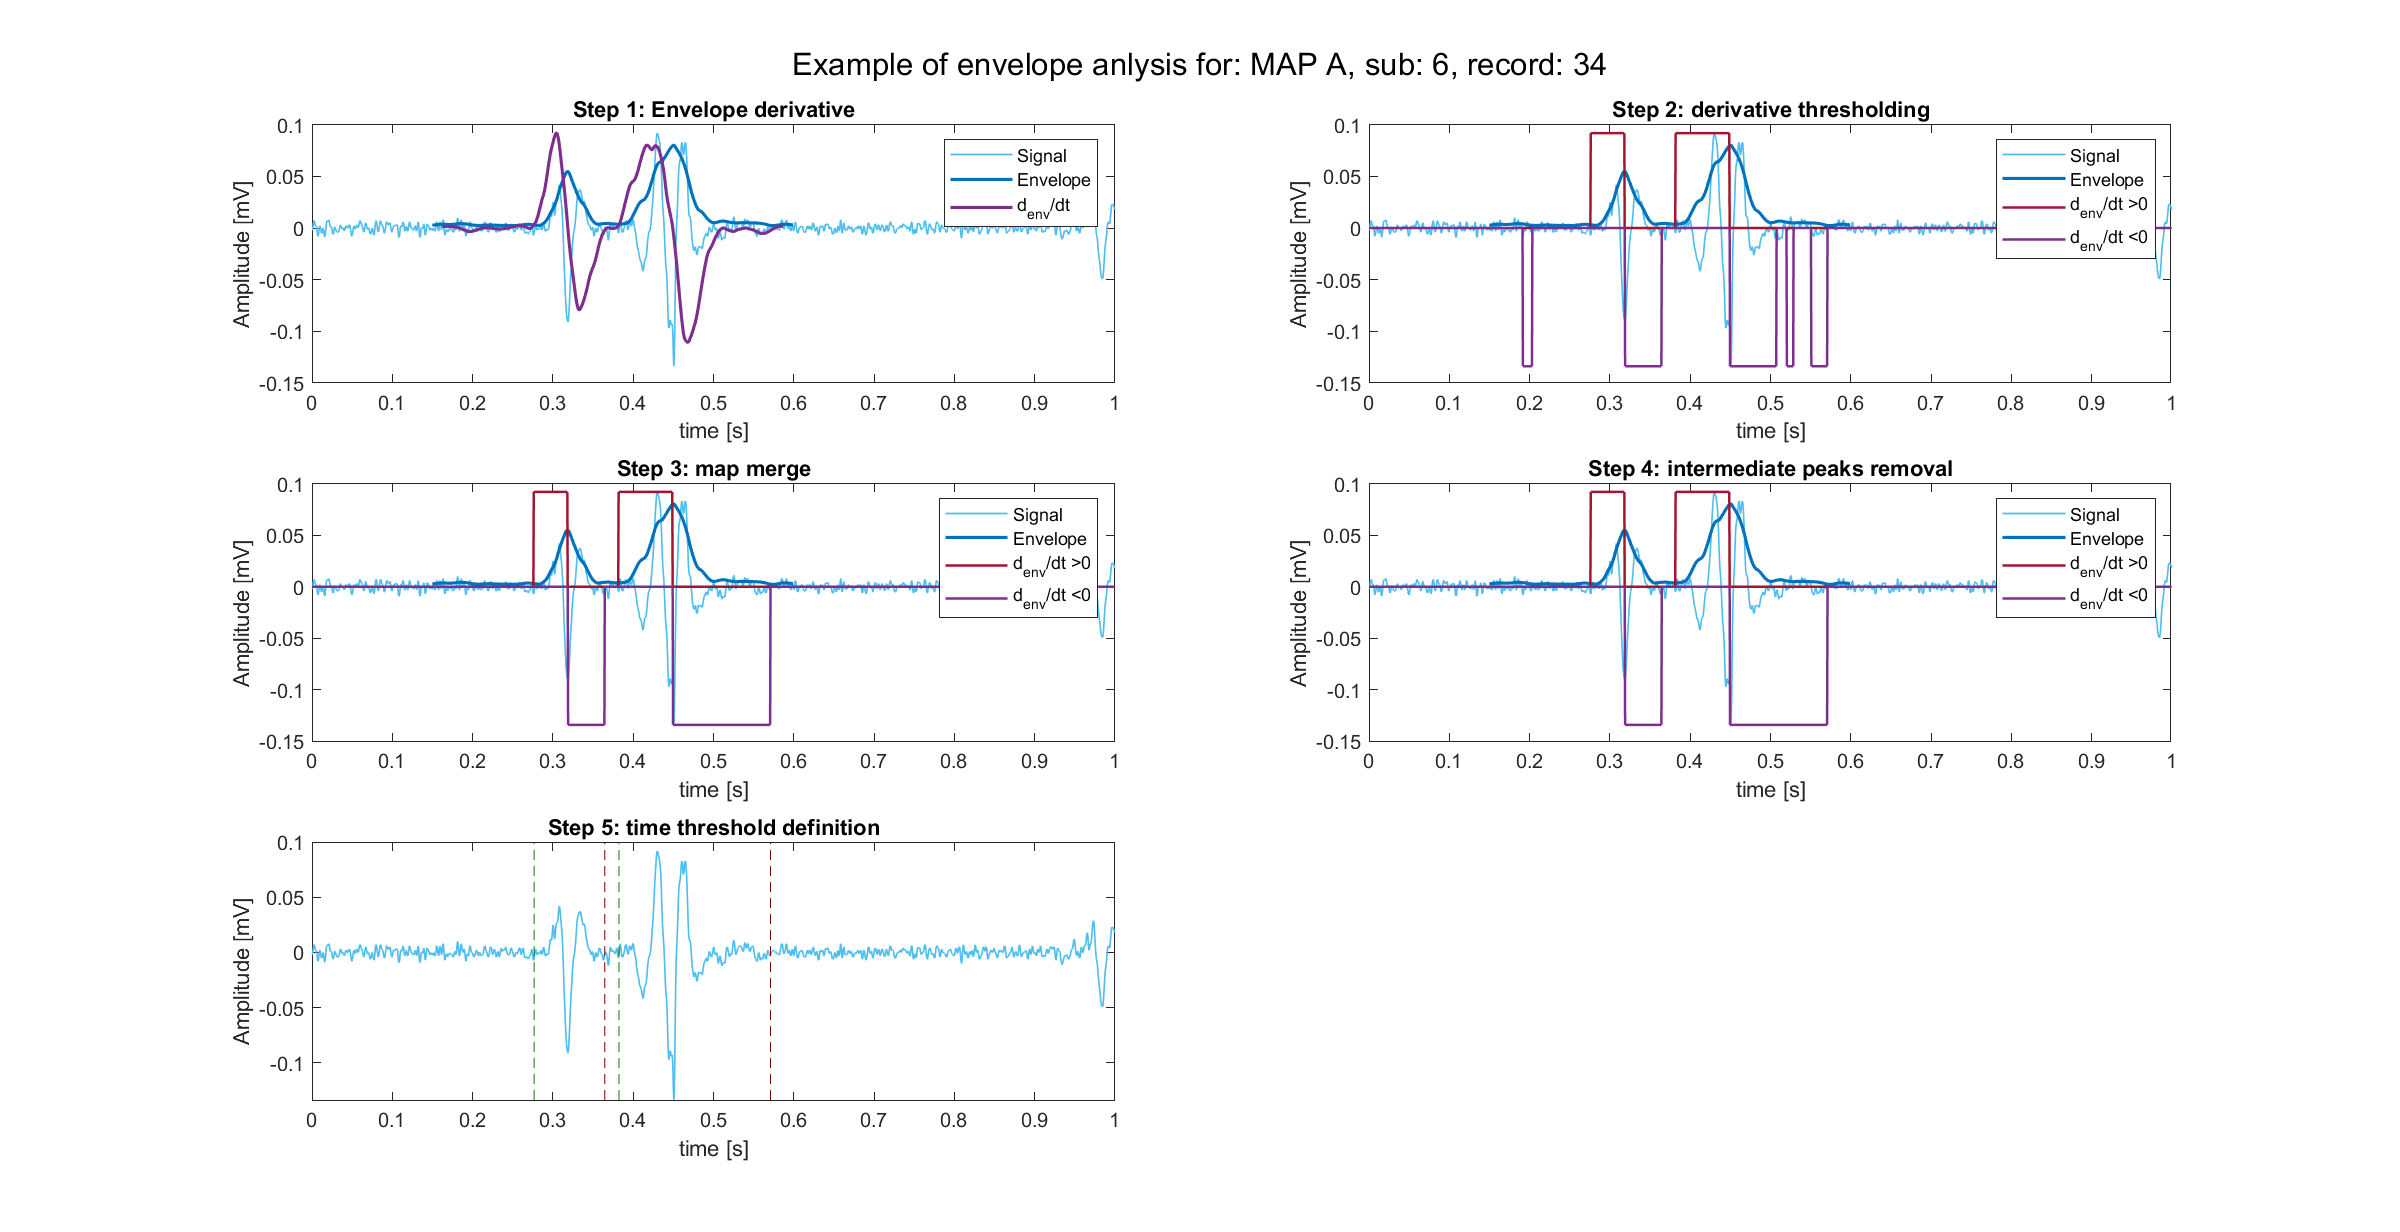 Example of envelope anlysis for: MAP A, sub: 6, record: 34
Step 1: Envelope derivative
0.1
0.05
0
-0.05
-0.1
-0.15
Amplitude [mV]
0 0.1 0.2 0.3 0.4 0.5 0.6 0.7 0.8 0.9 1
time [s]
Signal
Envelope
d_env/dt
Step 2: derivative thresholding
0.1
0.05
0
-0.05
-0.1
-0.15
Amplitude [mV]
0 0.1 0.2 0.3 0.4 0.5 0.6 0.7 0.8 0.9 1
time [s]
Signal
Envelope
d_env/dt >0
d_env/dt <0
Step 3: map merge
0.1
0.05
0
-0.05
-0.1
-0.15
Amplitude [mV]
0 0.1 0.2 0.3 0.4 0.5 0.6 0.7 0.8 0.9 1
time [s]
Signal
Envelope
d_env/dt >0
d_env/dt <0
Step 4: intermediate peaks removal
0.1
0.05
0
-0.05
-0.1
-0.15
Amplitude [mV]
0 0.1 0.2 0.3 0.4 0.5 0.6 0.7 0.8 0.9 1
time [s]
Signal
Envelope
d_env/dt >0
d_env/dt <0
Step 5: time threshold definition
0.1
0.05
0
-0.05
-0.1
Amplitude [mV]
0 0.1 0.2 0.3 0.4 0.5 0.6 0.7 0.8 0.9 1
time [s]